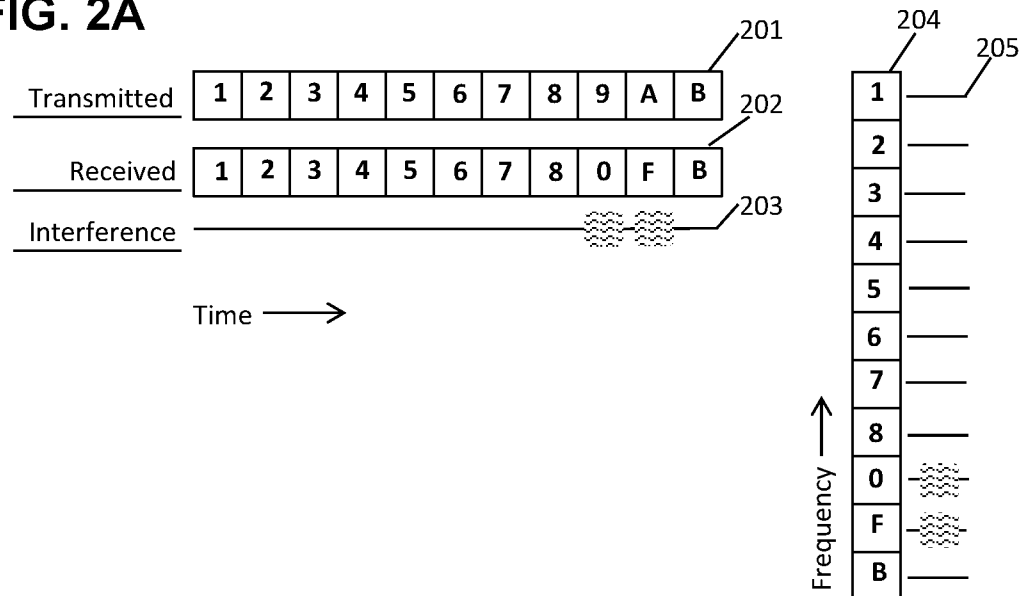 FIG. 2A
201
Transmitted 1 2 3 4 5 6 7 8 9 A B
202
Received 1 2 3 4 5 6 7 8 0 F B
203
Interference
Time
204
205
1
2
3
4
5
6
7
8
0
F
B
Frequency